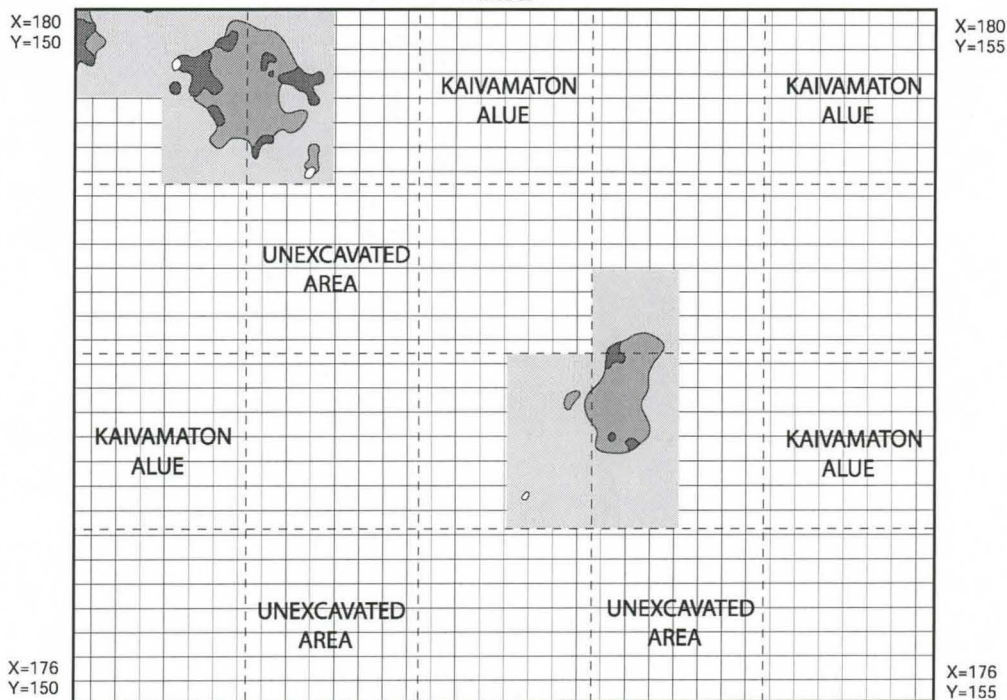 X=180
Y=150
X=180
Y=155
KAIVAMATON
ALUE
KAIVAMATON
ALUE
UNEXCAVATED
AREA
KAIVAMATON
ALUE
KAIVAMATON
ALUE
UNEXCAVATED
AREA
UNEXCAVATED
AREA
X=176
Y=150
X=176
Y=155